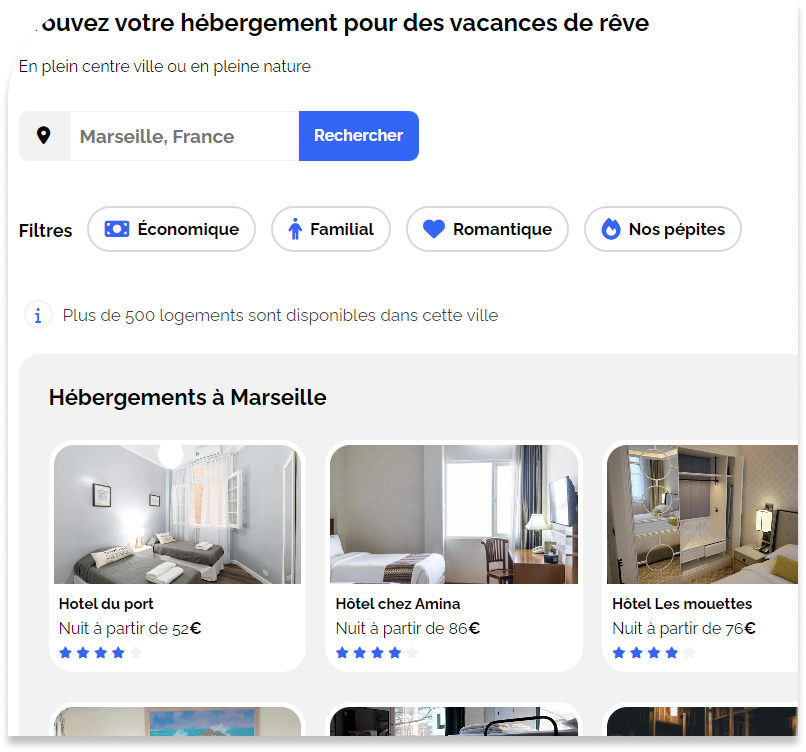 ouvez votre hébergement pour des vacances de rêve
En plein centre ville ou en pleine nature
Marseille, France
Rechercher
Filtres
Économique
Familial
Romantique
Nos pépites
Plus de 500 logements sont disponibles dans cette ville
Hébergements à Marseille
Hotel du port
Nuit à partir de 52€
Hôtel chez Amina
Nuit à partir de 86€
Hôtel Les mouettes
Nuit à partir de 76€